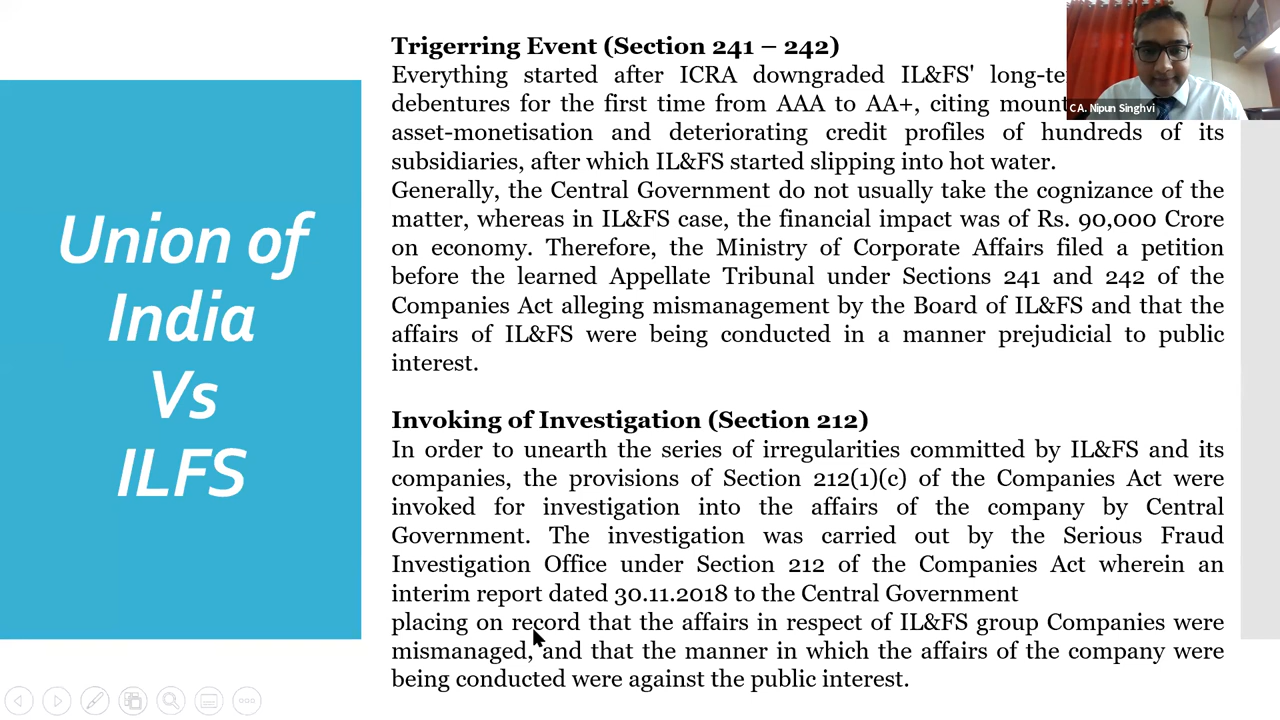 Union of
India
Vs
ILFS
Trigerring Event (Section 241 – 242)
Everything started after ICRA downgraded IL&FS' long-te
debentures for the first time from AAA to AA+, citing mount
asset-monetisation and deteriorating credit profiles of hundreds of its
subsidiaries, after which IL&FS started slipping into hot water.
Generally, the Central Government do not usually take the cognizance of the
matter, whereas in IL&FS case, the financial impact was of Rs. 90,000 Crore
on economy. Therefore, the Ministry of Corporate Affairs filed a petition
before the learned Appellate Tribunal under Sections 241 and 242 of the
Companies Act alleging mismanagement by the Board of IL&FS and that the
affairs of IL&FS were being conducted in a manner prejudicial to public
interest.
Invoking of Investigation (Section 212)
In order to unearth the series of irregularities committed by IL&FS and its
companies, the provisions of Section 212(1)(c) of the Companies Act were
invoked for investigation into the affairs of the company by Central
Government. The investigation was carried out by the Serious Fraud
Investigation Office under Section 212 of the Companies Act wherein an
interim report dated 30.11.2018 to the Central Government
placing on record that the affairs in respect of IL&FS group Companies were
mismanaged, and that the manner in which the affairs of the company were
being conducted were against the public interest.
CA. Nipun Singhvi